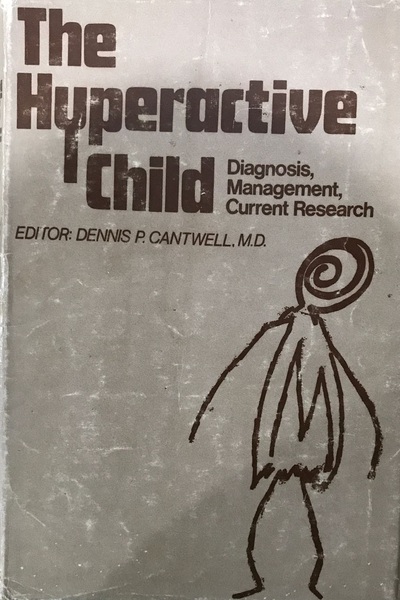 The
Hyperactive
Child
Diagnosis,
Management,
Current Research
EDITOR: DENNIS P. CANTWELL, M.D.